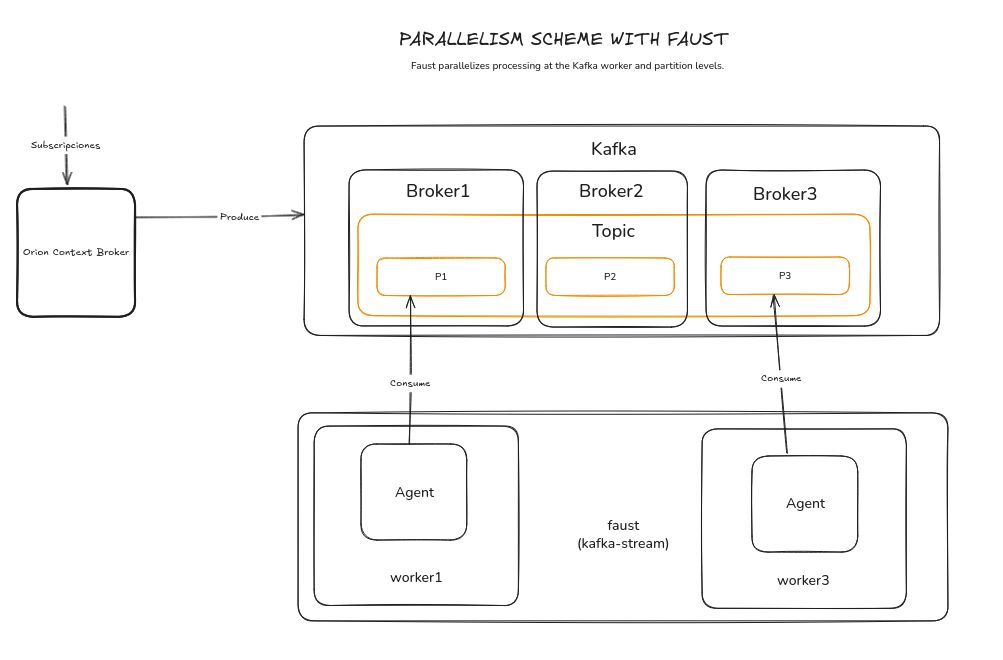 PARALLELISM SCHEME WITH FAUST
Faust parallelizes processing at the Kafka worker and partition levels.
Subscripciones
Orion Context Broker
Produce
Kafka
Broker1
Broker2
Broker3
Topic
P1
P2
P3
Consume
Consume
Agent
worker1
faust
(kafka-stream)
Agent
worker3